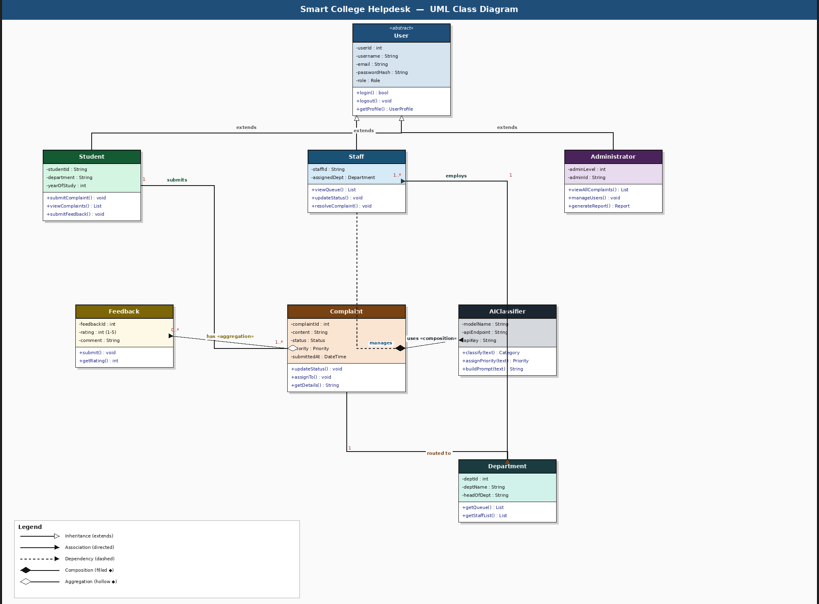 Smart College Helpdesk — UML Class Diagram
«abstract»
User
-userId : int
-username : String
-email : String
-passwordHash : String
-role : Role
+login() : bool
+logout() : void
+getProfile() : UserProfile
extends
extends
extends
Student
-studentId : String
-department : String
-yearOfStudy : int
+submitComplaint() : void
+viewComplaints() : List
+submitFeedback() : void
Staff
-staffId : String
-assignedDept : Department
+viewQueue() : List
+updateStatus() : void
+resolveComplaint() : void
Administrator
-adminLevel : int
-adminId : String
+viewAllComplaints() : List
+manageUsers() : void
+generateReport() : Report
1
submits
1..*
employs
1
Feedback
-feedbackId : int
-rating : int (1-5)
-comment : String
+submit() : void
+getRating() : int
0..*
has «aggregation»
1..*
Complaint
-complaintId : int
-content : String
-status : Status
ority : Priority
-submittedAt : DateTime
+updateStatus() : void
+assignTo() : void
+getDetails() : String
manages
uses «composition»
AIClassifier
-modelName : String
-apiEndpoint : String
-apiKey : String
+classify(text) : Category
+assignPriority(text) : Priority
+buildPrompt(text) : String
1
routed to
Department
-deptId : int
-deptName : String
-headOfDept : String
+getQueue() : List
+getStaffList() : List
Legend
Inheritance (extends)
Association (directed)
Dependency (dashed)
Composition (filled ◆)
Aggregation (hollow ◆)